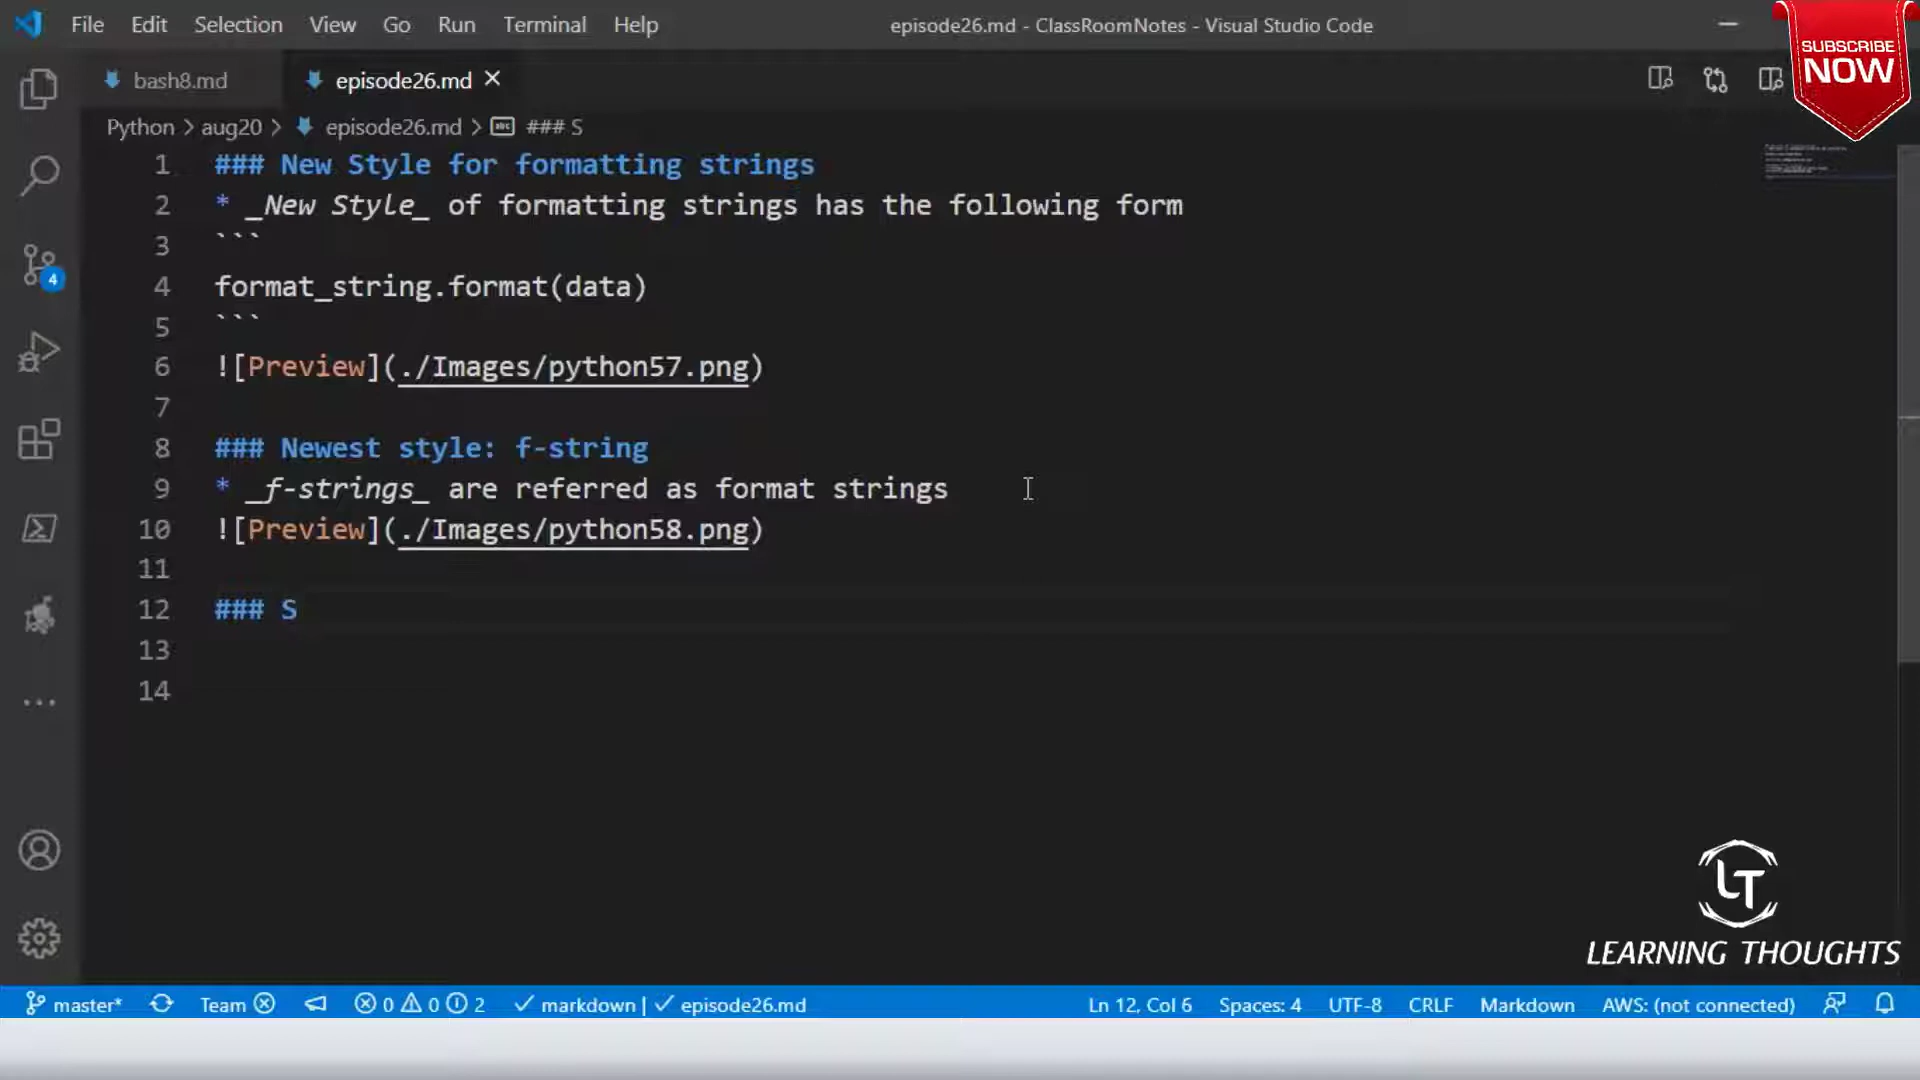 File Edit Selection View Go Run Terminal Help episode26.md - ClassRoomNotes - Visual Studio Code
SUBSCRIBE
NOW
bash8.md episode26.md
Python > aug20 > episode26.md > ### S
1 ### New Style for formatting strings
2 * _New Style_ of formatting strings has the following form
3 ```
4 format_string.format(data)
5 ```
6 ![Preview](./Images/python57.png)
7
8 ### Newest style: f-string
9 * _f-strings_ are referred as format strings
10 ![Preview](./Images/python58.png)
11
12 ### S
13
14
4
LT
LEARNING THOUGHTS
master* Team 0 0 2 markdown | episode26.md Ln 12, Col 6 Spaces: 4 UTF-8 CRLF Markdown AWS: (not connected)